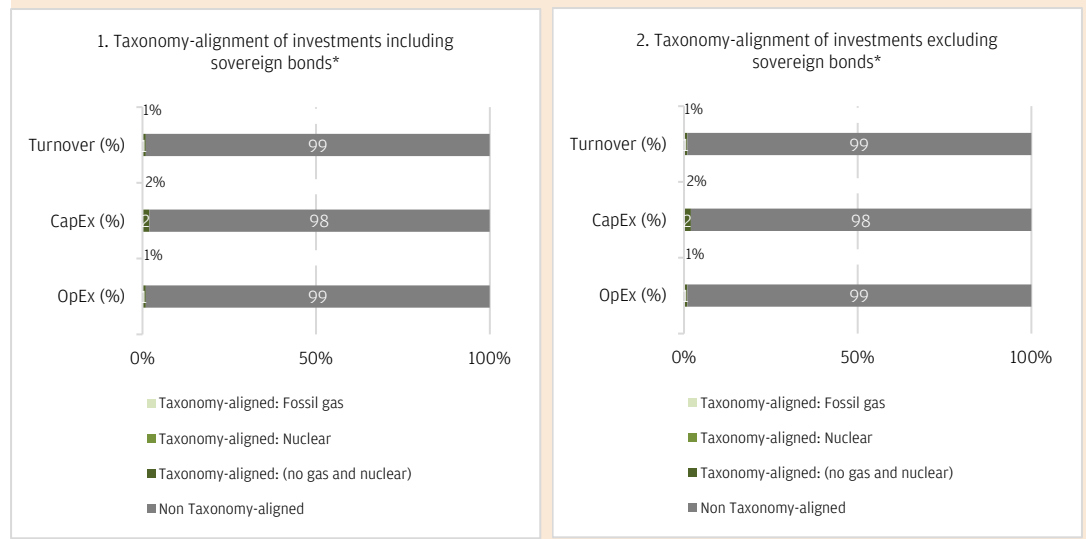 1. Taxonomy-alignment of investments including
sovereign bonds*
1%
Turnover (%)
1
99
2%
CapEx (%)
2
98
1%
OpEx (%)
1
99
0%
50%
100%
Taxonomy-aligned: Fossil gas
Taxonomy-aligned: Nuclear
Taxonomy-aligned: (no gas and nuclear)
Non Taxonomy-aligned
2. Taxonomy-alignment of investments excluding
sovereign bonds*
1%
Turnover (%)
1
99
2%
CapEx (%)
2
98
1%
OpEx (%)
1
99
0%
50%
100%
Taxonomy-aligned: Fossil gas
Taxonomy-aligned: Nuclear
Taxonomy-aligned: (no gas and nuclear)
Non Taxonomy-aligned